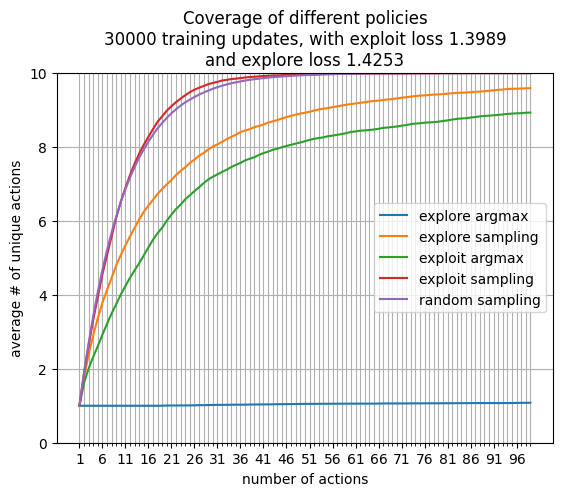 Coverage of different policies
30000 training updates, with exploit loss 1.3989
and explore loss 1.4253
average # of unique actions
10
8
6
4
2
0
explore argmax
explore sampling
exploit argmax
exploit sampling
random sampling
1 6 11 16 21 26 31 36 41 46 51 56 61 66 71 76 81 86 91 96
number of actions